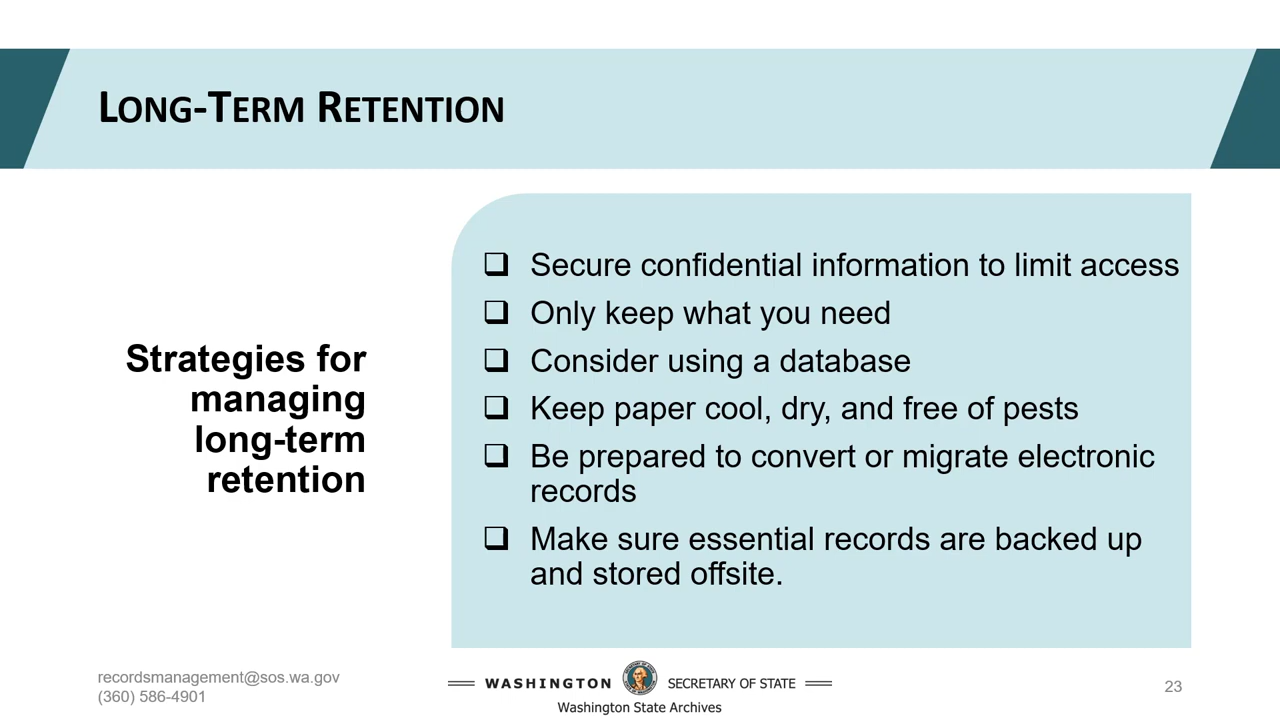 LONG-TERM RETENTION
Strategies for
managing
long-term
retention
❑ Secure confidential information to limit access
❑ Only keep what you need
❑ Consider using a database
❑ Keep paper cool, dry, and free of pests
❑ Be prepared to convert or migrate electronic
records
❑ Make sure essential records are backed up
and stored offsite.
recordsmanagement@sos.wa.gov
(360) 586-4901
WASHINGTON SECRETARY OF STATE
Washington State Archives
23